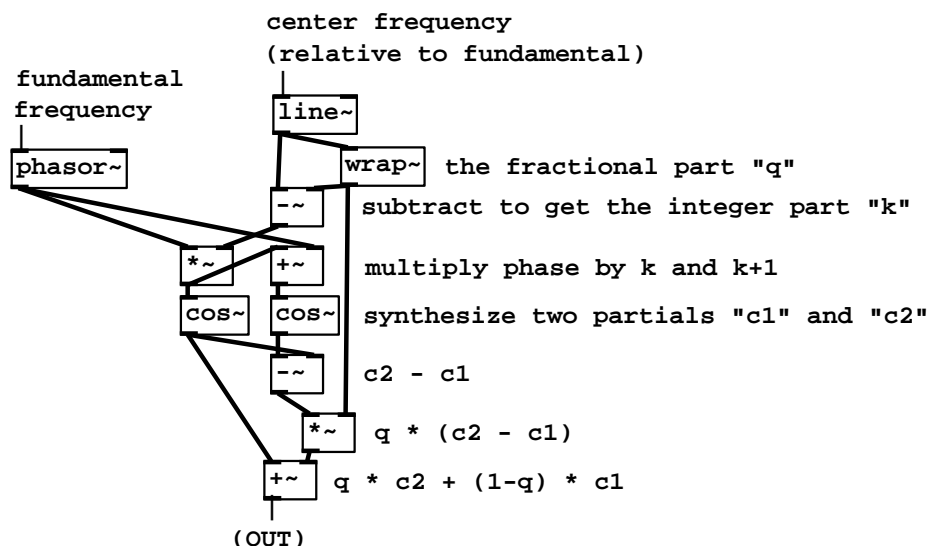 center frequency
(relative to fundamental)
fundamental
frequency
line~
phasor~
wrap~
the fractional part "q"
-~
subtract to get the integer part "k"
*~
+~
multiply phase by k and k+1
cos~
cos~
synthesize two partials "c1" and "c2"
-~
c2 - c1
*~
q * (c2 - c1)
+~
q * c2 + (1-q) * c1
(OUT)